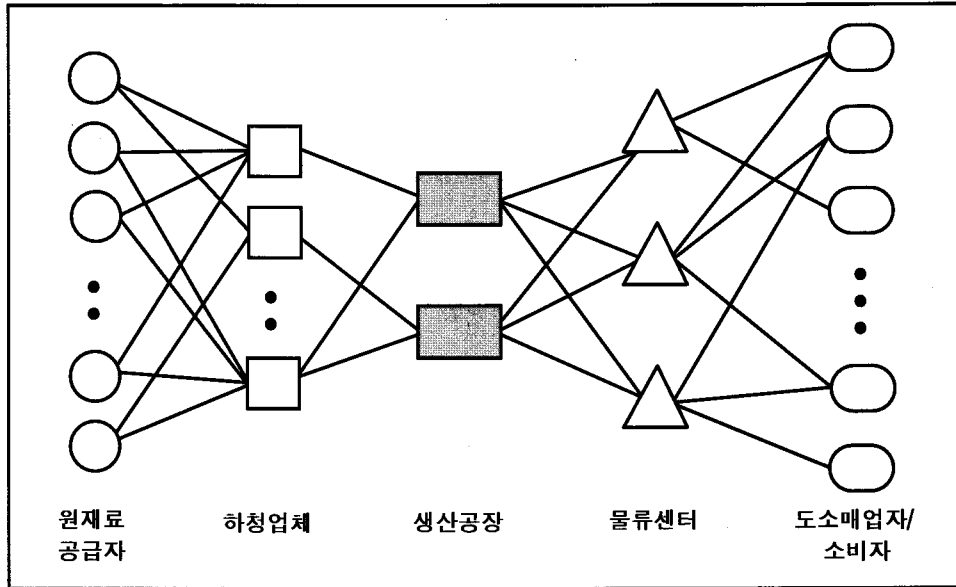 원재료
공급자
하청업체
생산공장
물류센터
도소매업자/
소비자